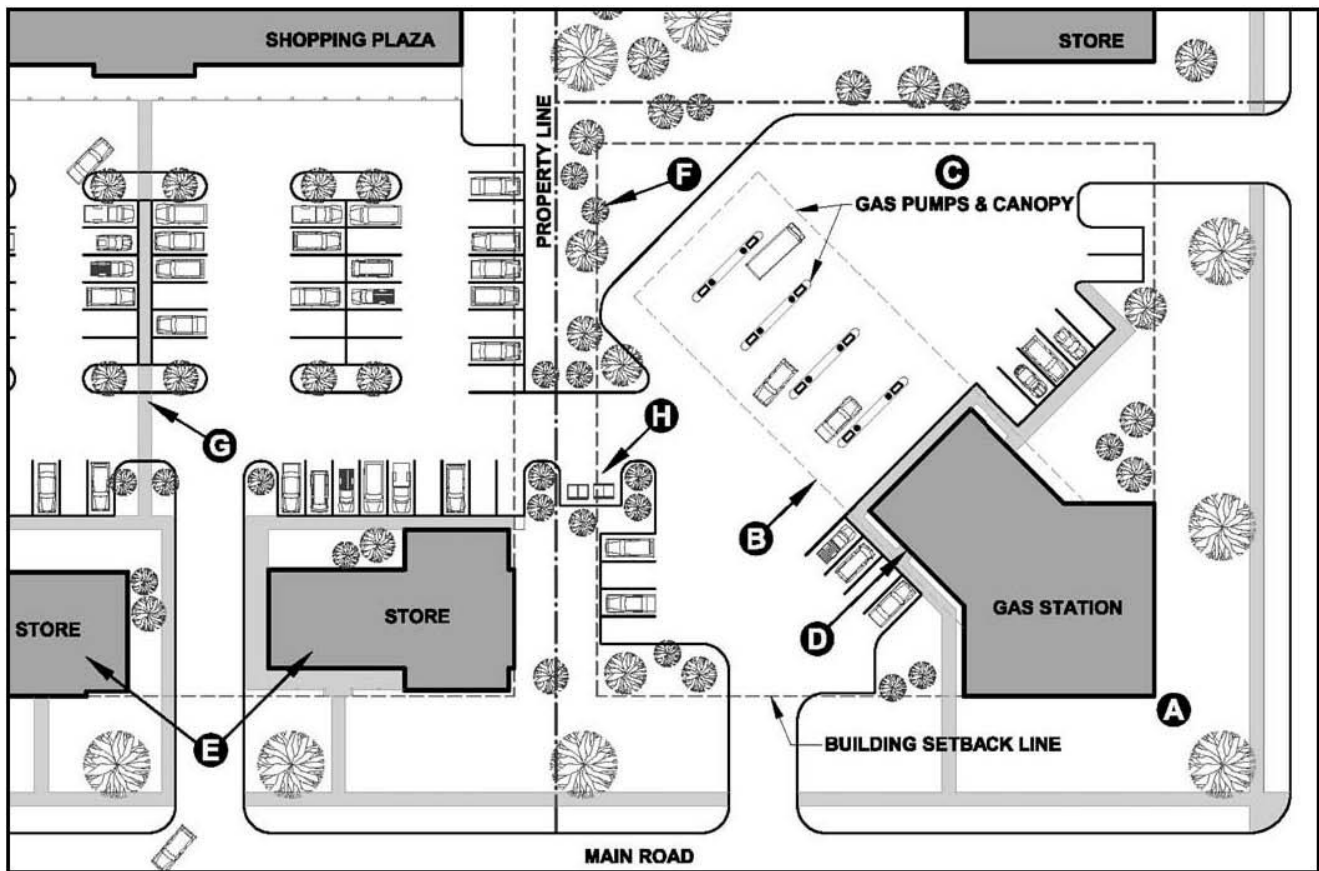 SHOPPING PLAZA
STORE
PROPERTY LINE
F
C
GAS PUMPS & CANOPY
H
G
B
STORE
STORE
GAS STATION
D
E
A
BUILDING SETBACK LINE
MAIN ROAD